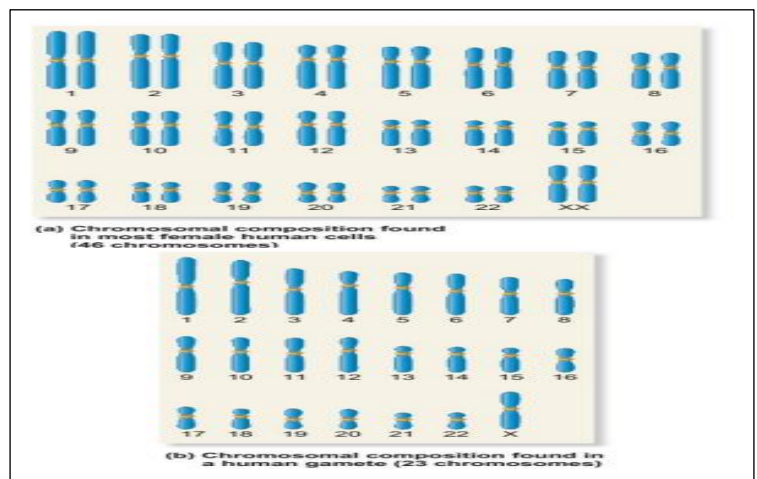 1 2 3 4 5 6 7 8
9 10 11 12 13 14 15 16
17 18 19 20 21 22 XX
(a) Chromosomal composition found
in most female human cells
(46 chromosomes)
1 2 3 4 5 6 7 8
9 10 11 12 13 14 15 16
17 18 19 20 21 22 X
(b) Chromosomal composition found in
a human gamete (23 chromosomes)